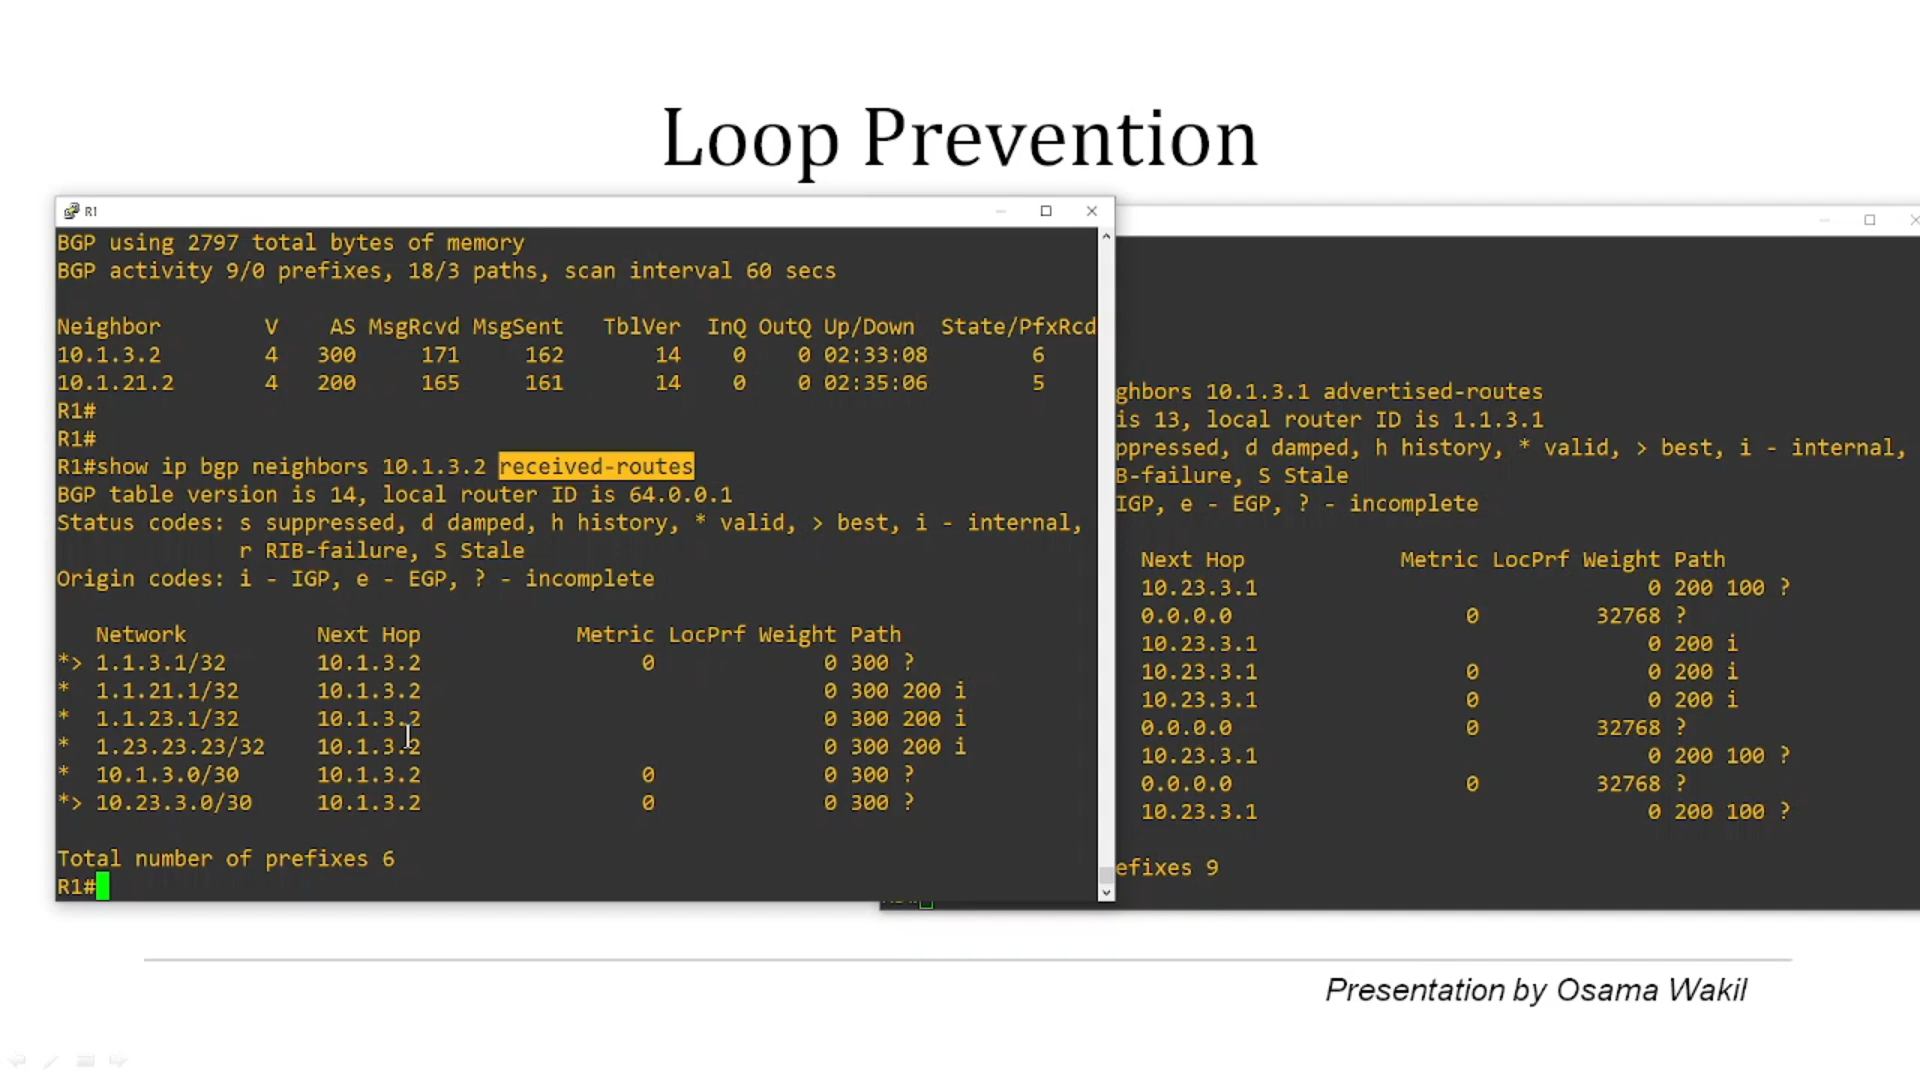 Loop Prevention
R1
BGP using 2797 total bytes of memory
BGP activity 9/0 prefixes, 18/3 paths, scan interval 60 secs
Neighbor V AS MsgRcvd MsgSent TblVer InQ OutQ Up/Down State/PfxRcd
10.1.3.2 4 300 171 162 14 0 0 02:33:08 6
10.1.21.2 4 200 165 161 14 0 0 02:35:06 5
R1#
R1#
R1#show ip bgp neighbors 10.1.3.2 received-routes
BGP table version is 14, local router ID is 64.0.0.1
Status codes: s suppressed, d damped, h history, * valid, > best, i - internal,
r RIB-failure, S Stale
Origin codes: i - IGP, e - EGP, ? - incomplete
Network Next Hop Metric LocPrf Weight Path
*> 1.1.3.1/32 10.1.3.2 0 0 300 ?
* 1.1.21.1/32 10.1.3.2 0 300 200 i
* 1.1.23.1/32 10.1.3.2 0 300 200 i
* 1.23.23.23/32 10.1.3.2 0 300 200 i
* 10.1.3.0/30 10.1.3.2 0 0 300 ?
*> 10.23.3.0/30 10.1.3.2 0 0 300 ?
Total number of prefixes 6
R1#
ghbors 10.1.3.1 advertised-routes
is 13, local router ID is 1.1.3.1
ppressed, d damped, h history, * valid, > best, i - internal,
B-failure, S Stale
IGP, e - EGP, ? - incomplete
Next Hop Metric LocPrf Weight Path
10.23.3.1 0 200 100 ?
0.0.0.0 0 32768 ?
10.23.3.1 0 200 i
10.23.3.1 0 0 200 i
10.23.3.1 0 0 200 i
0.0.0.0 0 32768 ?
10.23.3.1 0 200 100 ?
0.0.0.0 0 32768 ?
10.23.3.1 0 200 100 ?
efixes 9
Presentation by Osama Wakil